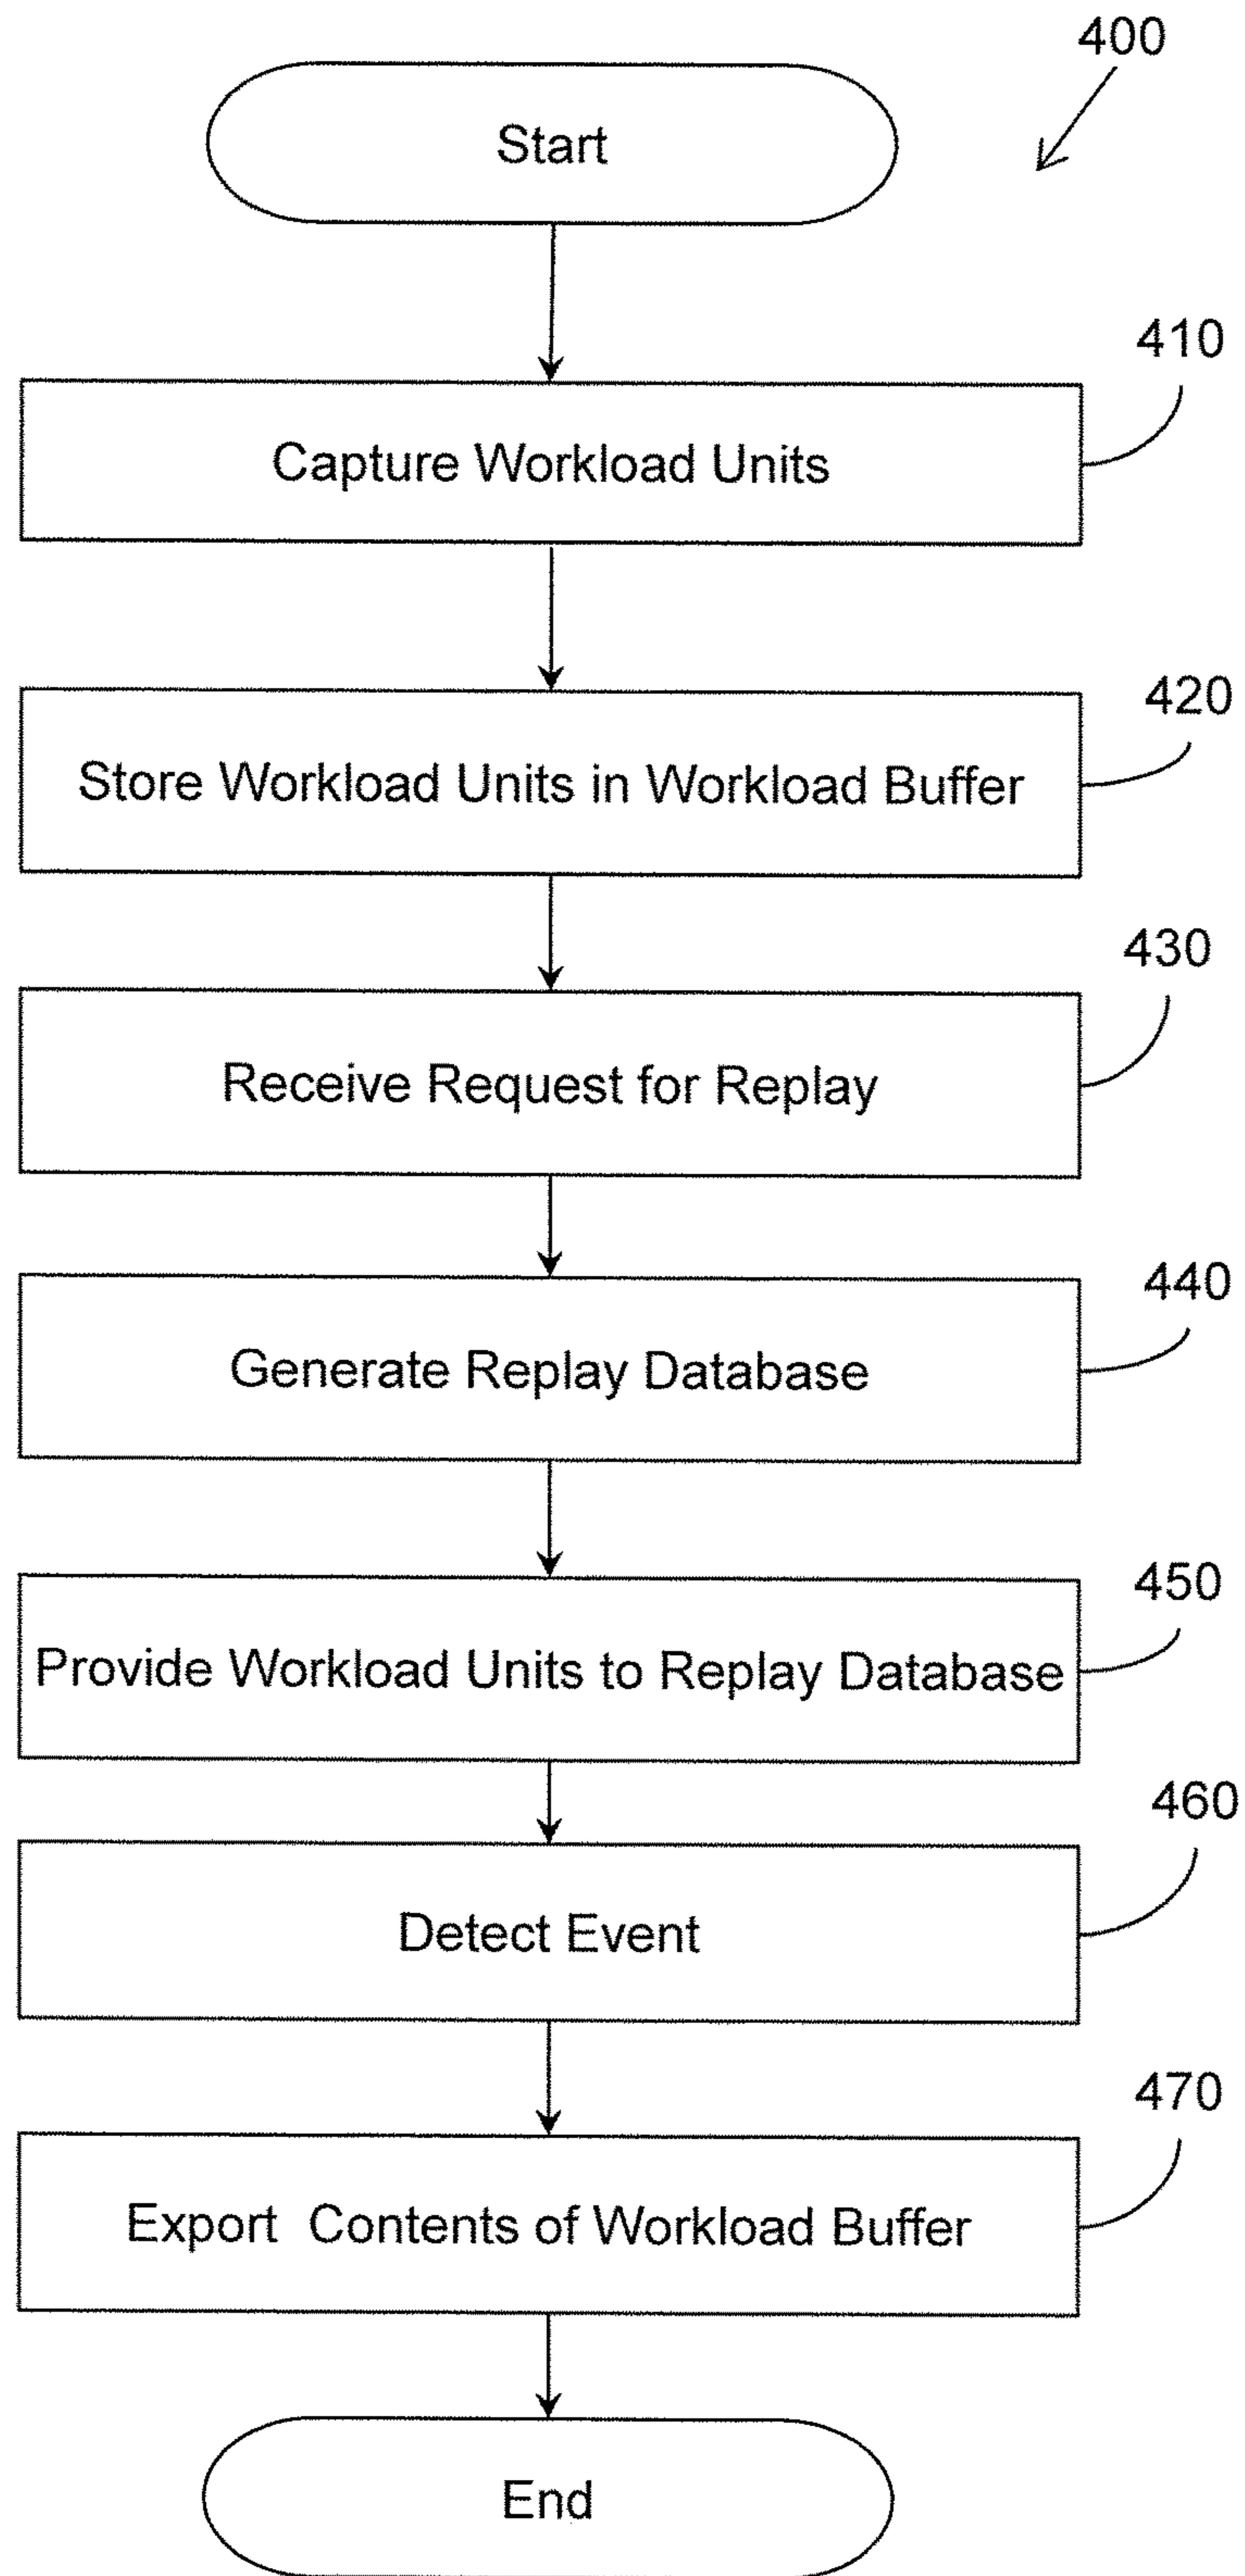 400
Start
410
Capture Workload Units
420
Store Workload Units in Workload Buffer
430
Receive Request for Replay
440
Generate Replay Database
450
Provide Workload Units to Replay Database
460
Detect Event
470
Export Contents of Workload Buffer
End